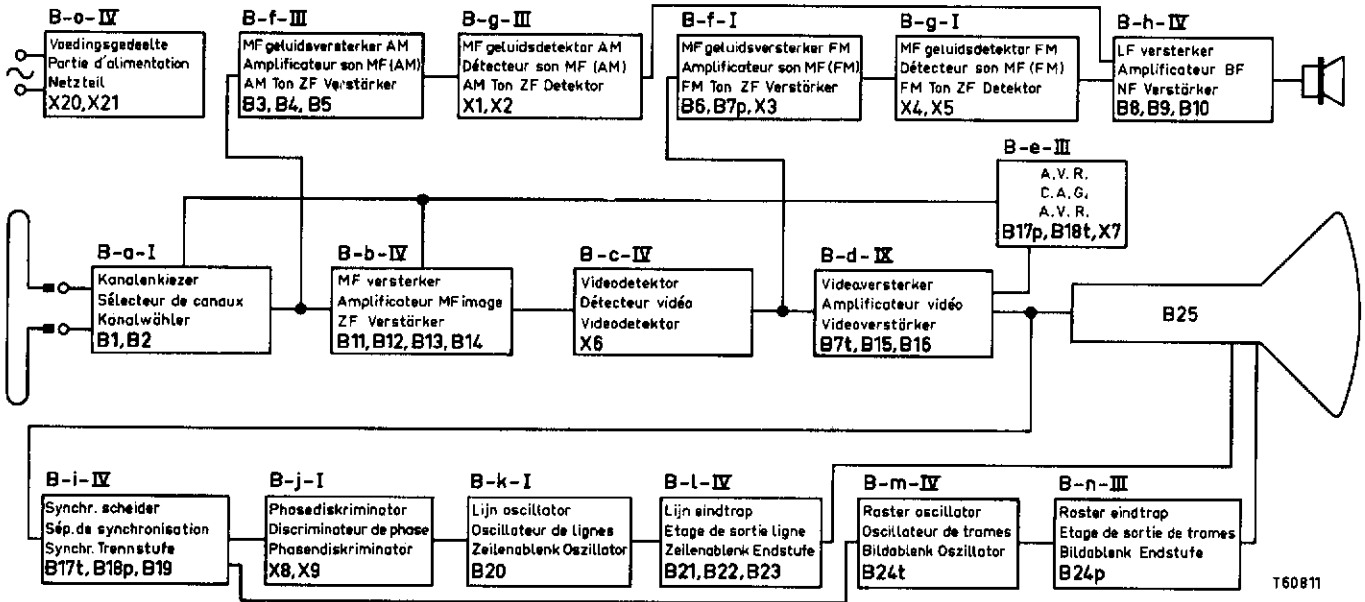 B-o-IV
Voedingsgedeelte
Partie d'alimentation
Netzteil
X20, X21
B-f-III
MF geluidsversterker AM
Amplificateur son MF (AM)
AM Ton ZF Verstärker
B3, B4, B5
B-g-III
MF geluidsdetektor AM
Détecteur son MF (AM)
AM Ton ZF Detektor
X1, X2
B-f-I
MF geluidsversterker FM
Amplificateur son MF (FM)
FM Ton ZF Verstärker
B6, B7p, X3
B-g-I
MF geluidsdetektor FM
Détecteur son MF (FM)
FM Ton ZF Detektor
X4, X5
B-h-IV
LF versterker
Amplificateur BF
NF Verstärker
B8, B9, B10
B-e-III
A.V.R.
C.A.G.
A.V.R.
B17p, B18t, X7
B-a-I
Kanalenkiezer
Sélecteur de canaux
Kanalwähler
B1, B2
B-b-IV
MF versterker
Amplificateur MF image
ZF Verstärker
B11, B12, B13, B14
B-c-IV
Videodetektor
Détecteur vidéo
Videodetektor
X6
B-d-IX
Videoversterker
Amplificateur vidéo
Videoverstärker
B7t, B15, B16
B25
B-i-IV
Synchr. scheider
Sép. de synchronisation
Synchr. Trennstufe
B17t, B18p, B19
B-j-I
Phasediskriminator
Discriminateur de phase
Phasendiskriminator
X8, X9
B-k-I
Lijn oscillator
Oscillateur de lignes
Zeilenablenk Oszillator
B20
B-l-IV
Lijn eindtrap
Etage de sortie ligne
Zeilenablenk Endstufe
B21, B22, B23
B-m-IV
Raster oscillator
Oscillateur de trames
Bildablenk Oszillator
B24t
B-n-III
Raster eindtrap
Etage de sortie de trames
Bildablenk Endstufe
B24p
T60811